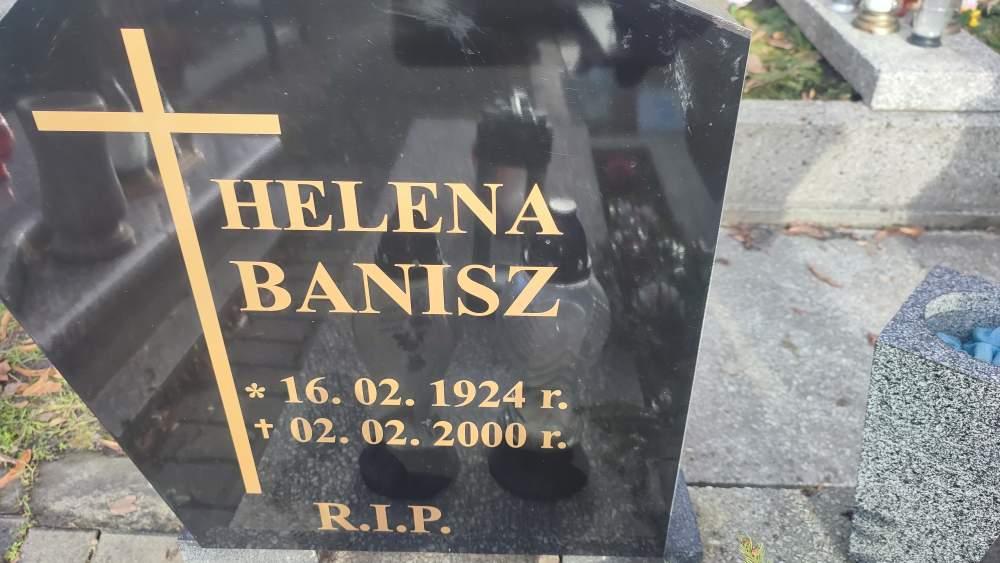 HELENA
BANISZ
* 16. 02. 1924 r.
✝ 02. 02. 2000 r.
R.I.P.